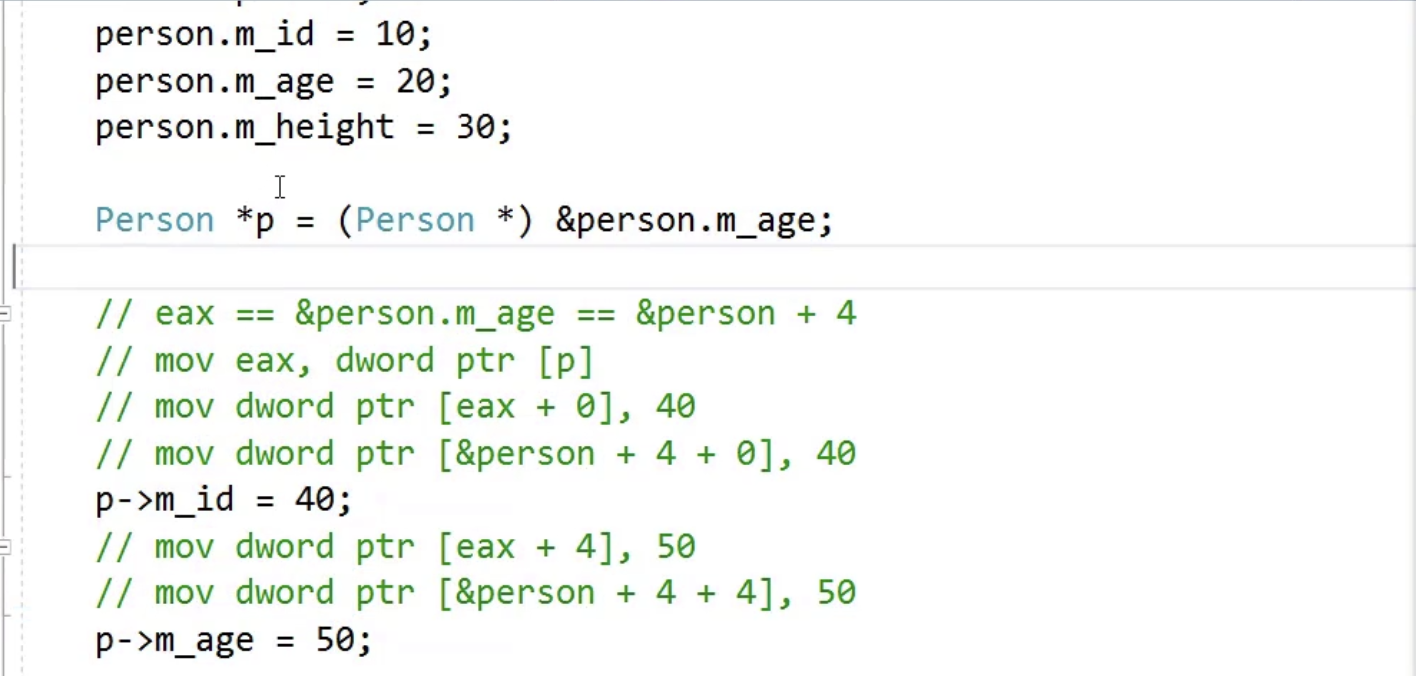 person.m_id = 10;
person.m_age = 20;
person.m_height = 30;
Person *p = (Person *) &person.m_age;
// eax == &person.m_age == &person + 4
// mov eax, dword ptr [p]
// mov dword ptr [eax + 0], 40
// mov dword ptr [&person + 4 + 0], 40
p->m_id = 40;
// mov dword ptr [eax + 4], 50
// mov dword ptr [&person + 4 + 4], 50
p->m_age = 50;